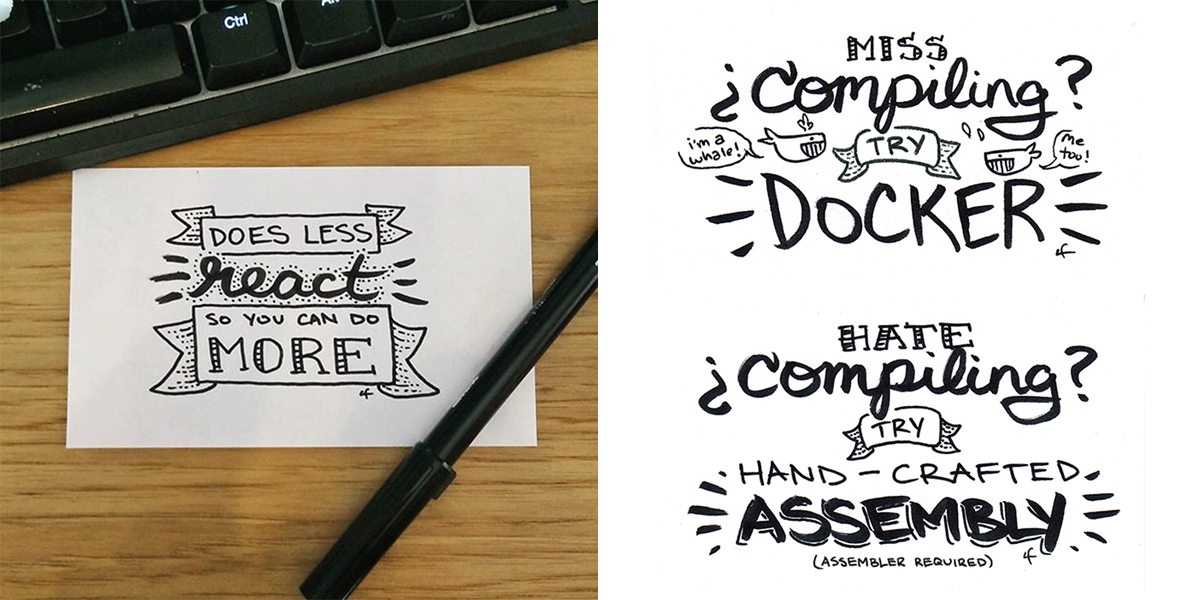 Ctrl
Alt
DOES LESS
react
SO YOU CAN DO
MORE
MISS
¿Compiling?
i'm a whale!
TRY
me too!
DOCKER
HATE
¿Compiling?
TRY
HAND-CRAFTED
ASSEMBLY
(ASSEMBLER REQUIRED)